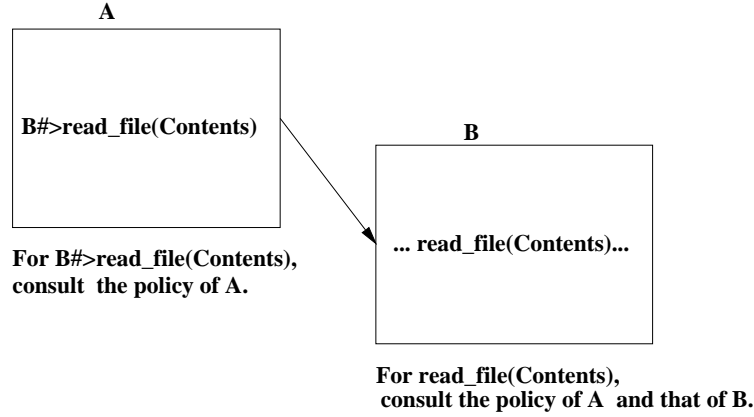 A
B#>read_file(Contents)
For B#>read_file(Contents),
consult the policy of A.
B
... read_file(Contents)...
For read_file(Contents),
consult the policy of A and that of B.